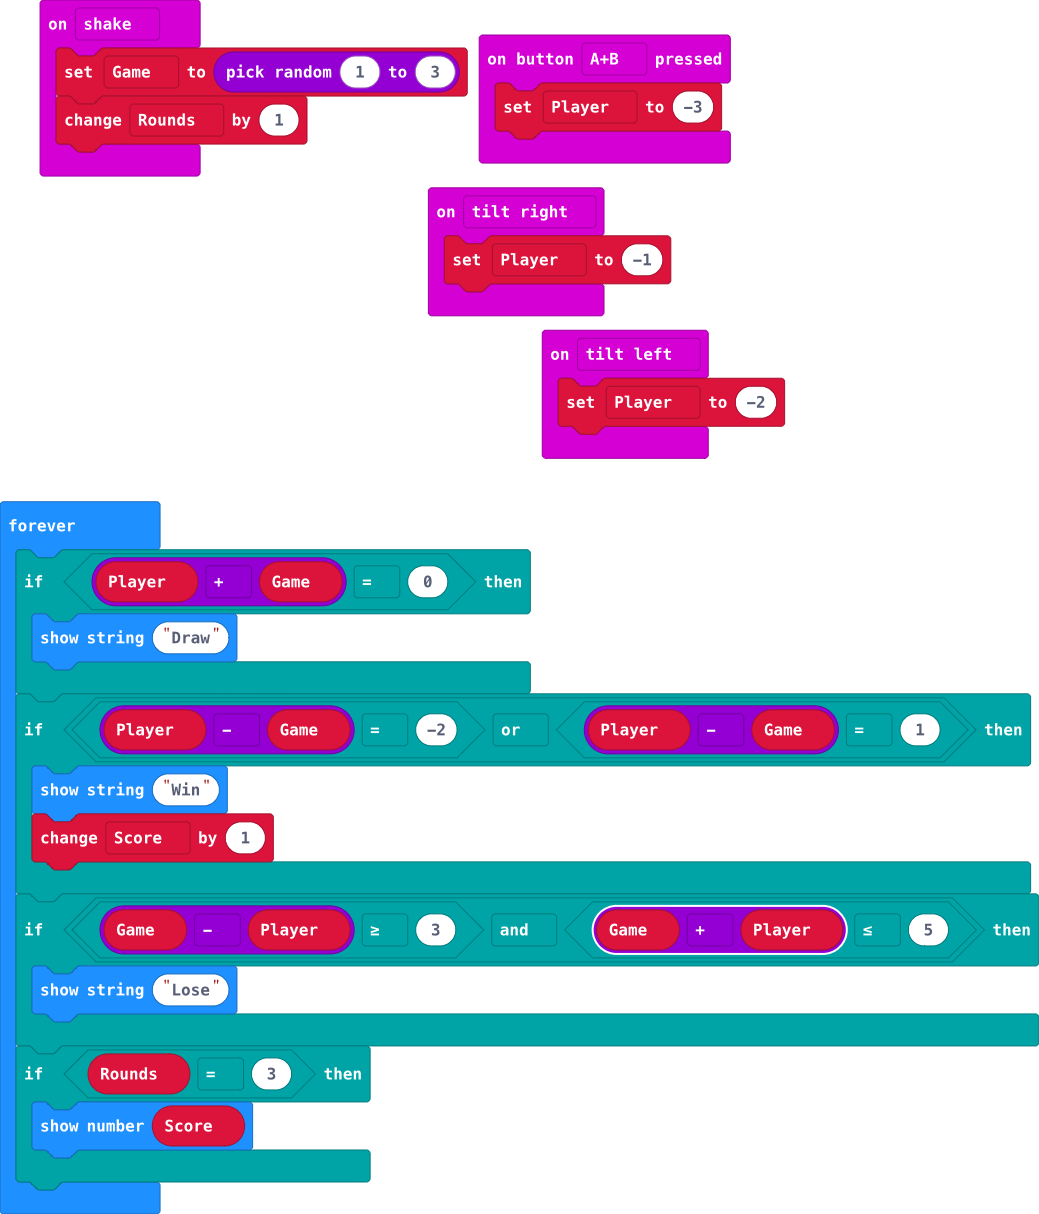 on shake
set Game to pick random 1 to 3
change Rounds by 1
on button A+B pressed
set Player to −3
on tilt right
set Player to −1
on tilt left
set Player to −2
forever
if Player + Game = 0 then
show string "Draw"
if Player - Game = −2 or Player - Game = 1 then
show string "Win"
change Score by 1
if Game - Player ≥ 3 and Game + Player ≤ 5 then
show string "Lose"
if Rounds = 3 then
show number Score